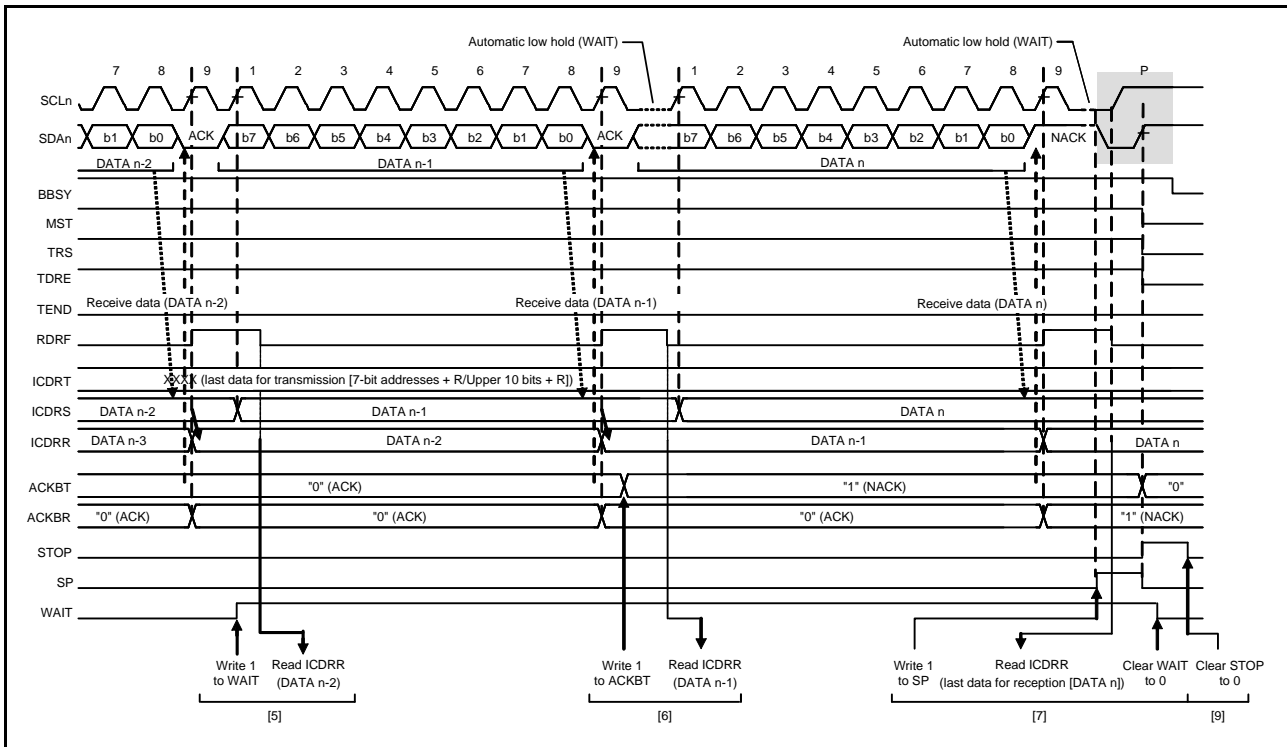 Automatic low hold (WAIT) Automatic low hold (WAIT)
7 8 9 1 2 3 4 5 6 7 8 9 1 2 3 4 5 6 7 8 9 P
SCLn
SDAn b1 b0 ACK b7 b6 b5 b4 b3 b2 b1 b0 ACK b7 b6 b5 b4 b3 b2 b1 b0 NACK
DATA n-2 DATA n-1 DATA n
BBSY
MST
TRS
TDRE
Receive data (DATA n-2) Receive data (DATA n-1) Receive data (DATA n)
TEND
RDRF
ICDRT XXXX (last data for transmission [7-bit addresses + R/Upper 10 bits + R])
ICDRS DATA n-2 DATA n-1 DATA n
ICDRR DATA n-3 DATA n-2 DATA n-1 DATA n
ACKBT "0" (ACK) "1" (NACK) "0"
ACKBR "0" (ACK) "0" (ACK) "0" (ACK) "1" (NACK)
STOP
SP
WAIT
Write 1 Read ICDRR Write 1 Read ICDRR Write 1 Read ICDRR Clear WAIT Clear STOP
to WAIT (DATA n-2) to ACKBT (DATA n-1) to SP (last data for reception [DATA n]) to 0 to 0
[5] [6] [7] [9]